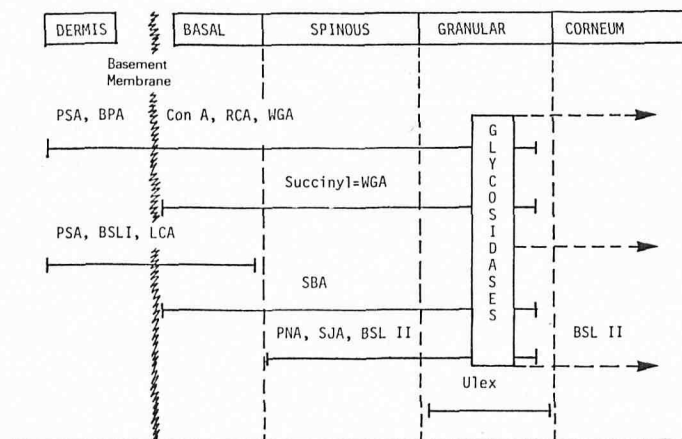 DERMIS BASAL SPINOUS GRANULAR CORNEUM
Basement
Membrane
PSA, BPA Con A, RCA, WGA
GLYCOSIDASES
Succinyl=WGA
PSA, BSLI, LCA
SBA
PNA, SJA, BSL II BSL II
Ulex